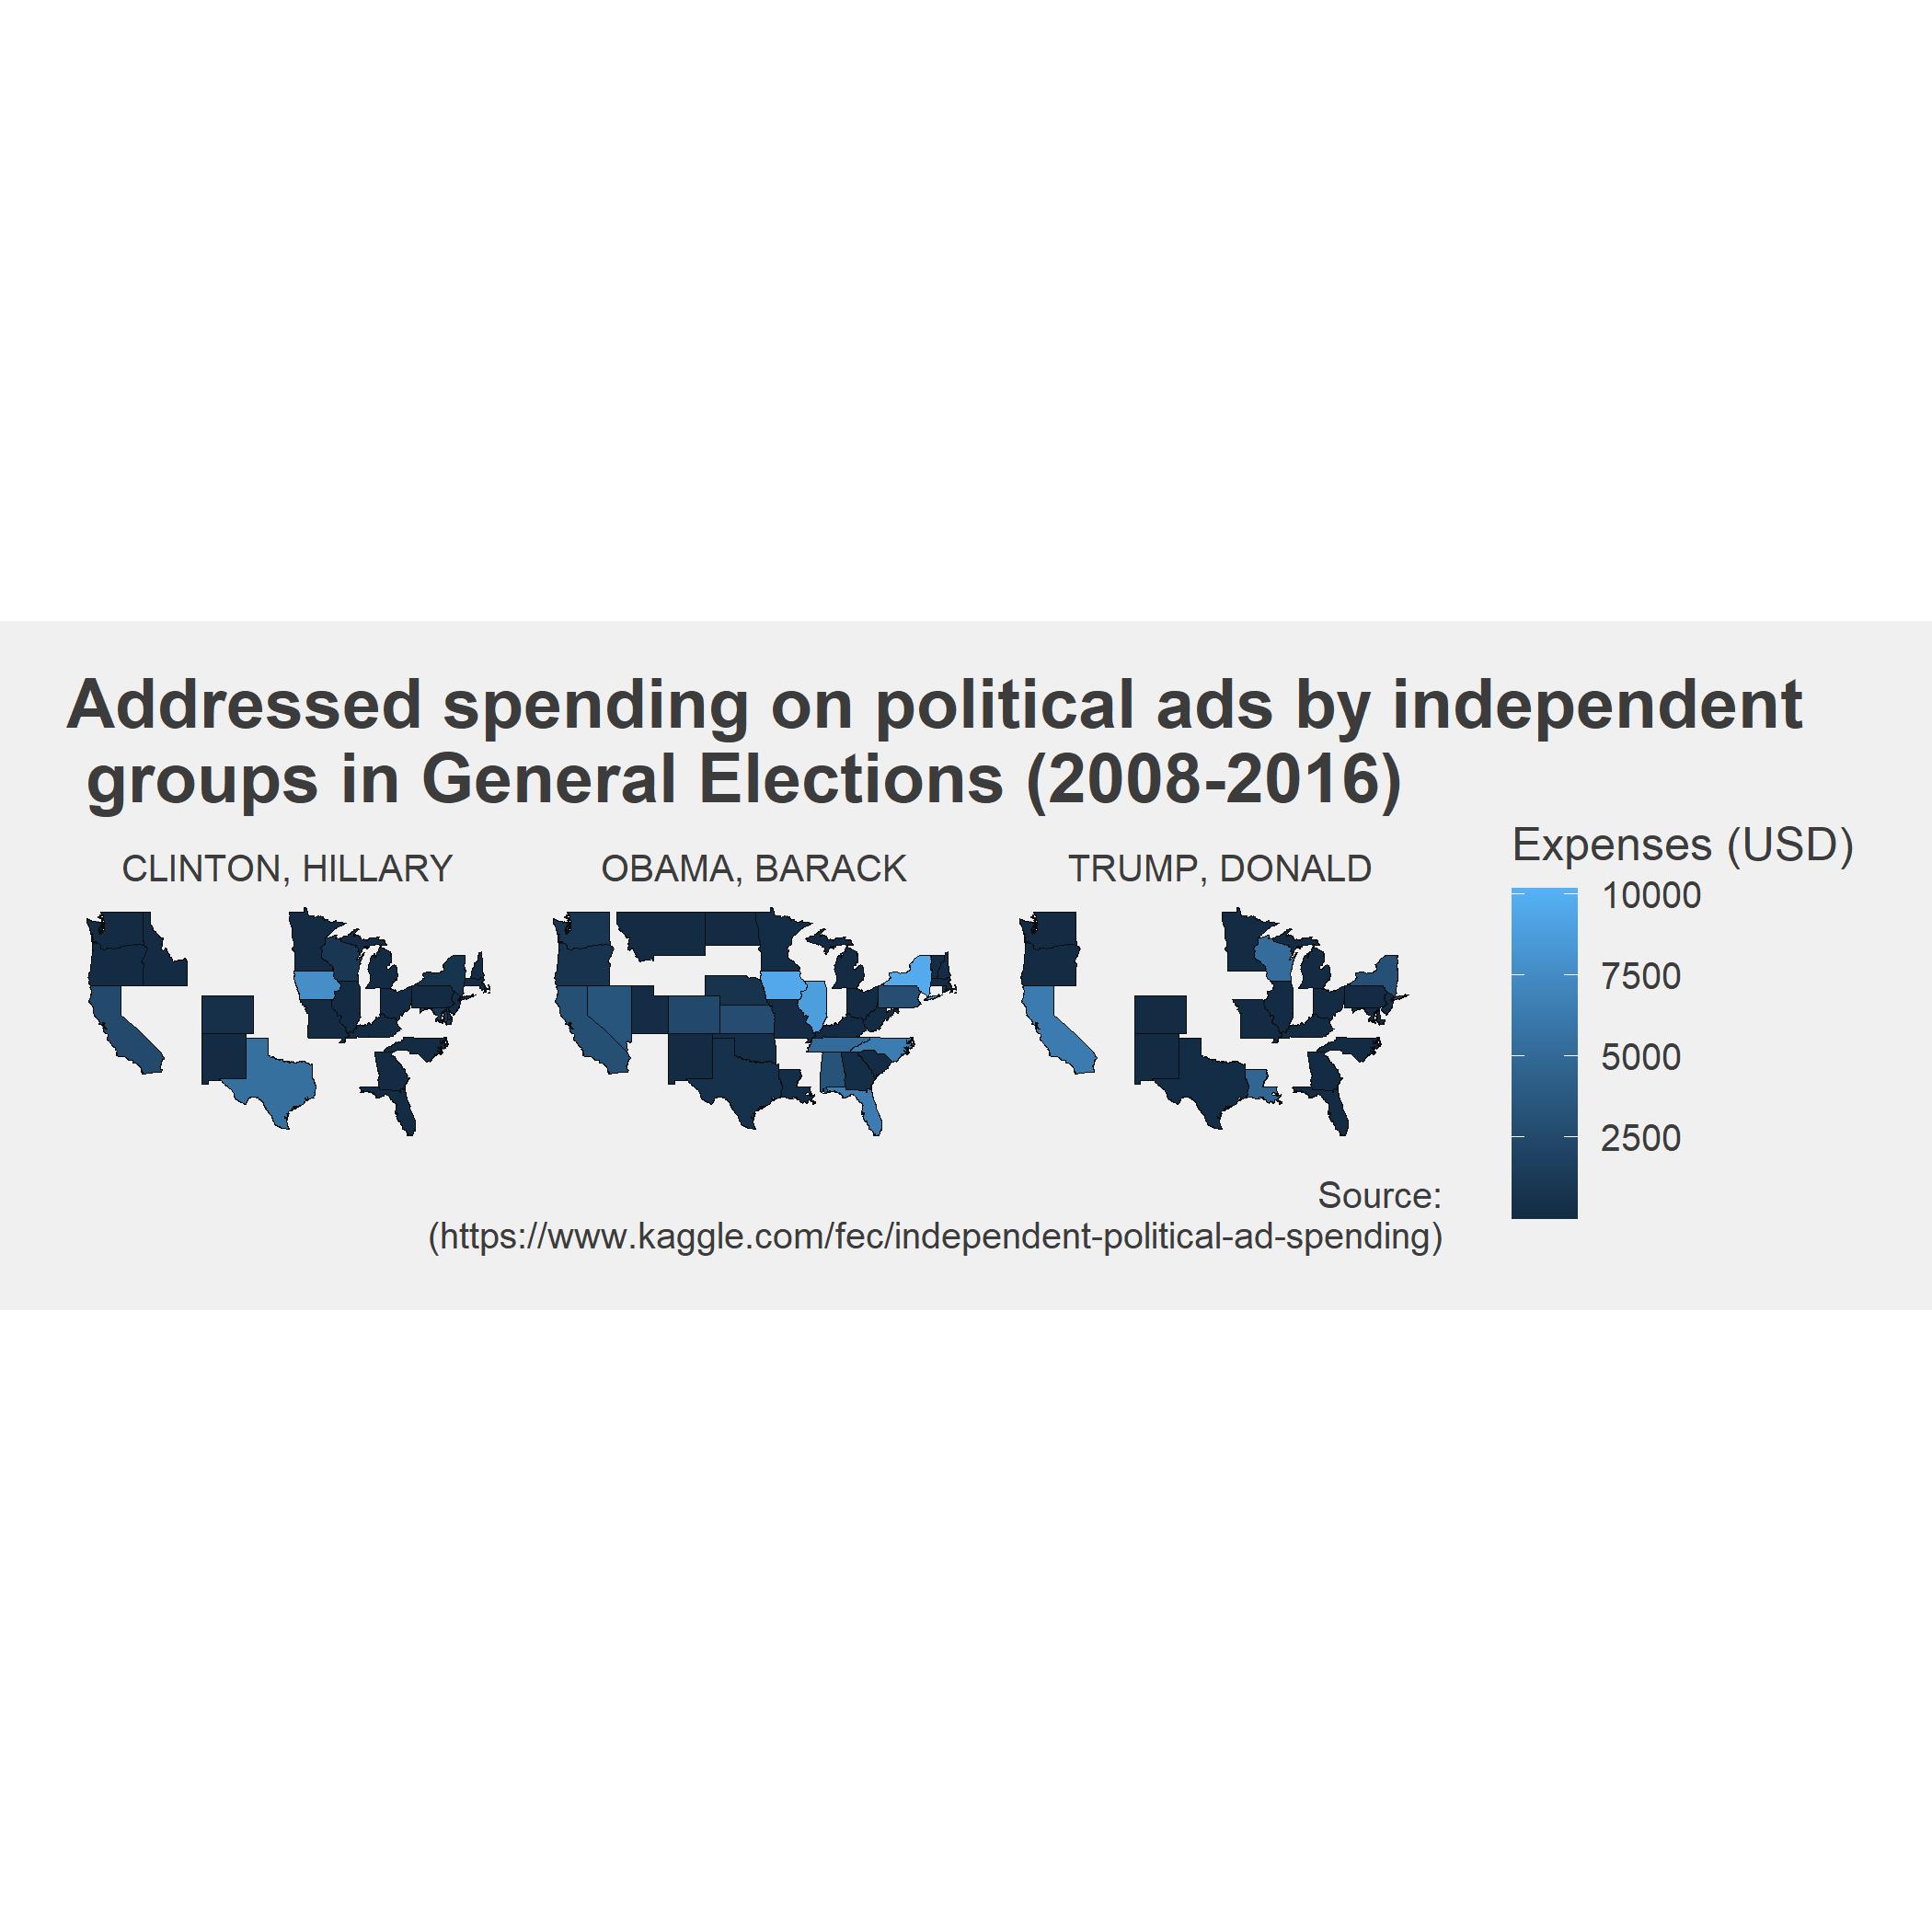 Addressed spending on political ads by independent
groups in General Elections (2008-2016)
CLINTON, HILLARY
OBAMA, BARACK
TRUMP, DONALD
Expenses (USD)
10000
7500
5000
2500
Source:
(https://www.kaggle.com/fec/independent-political-ad-spending)